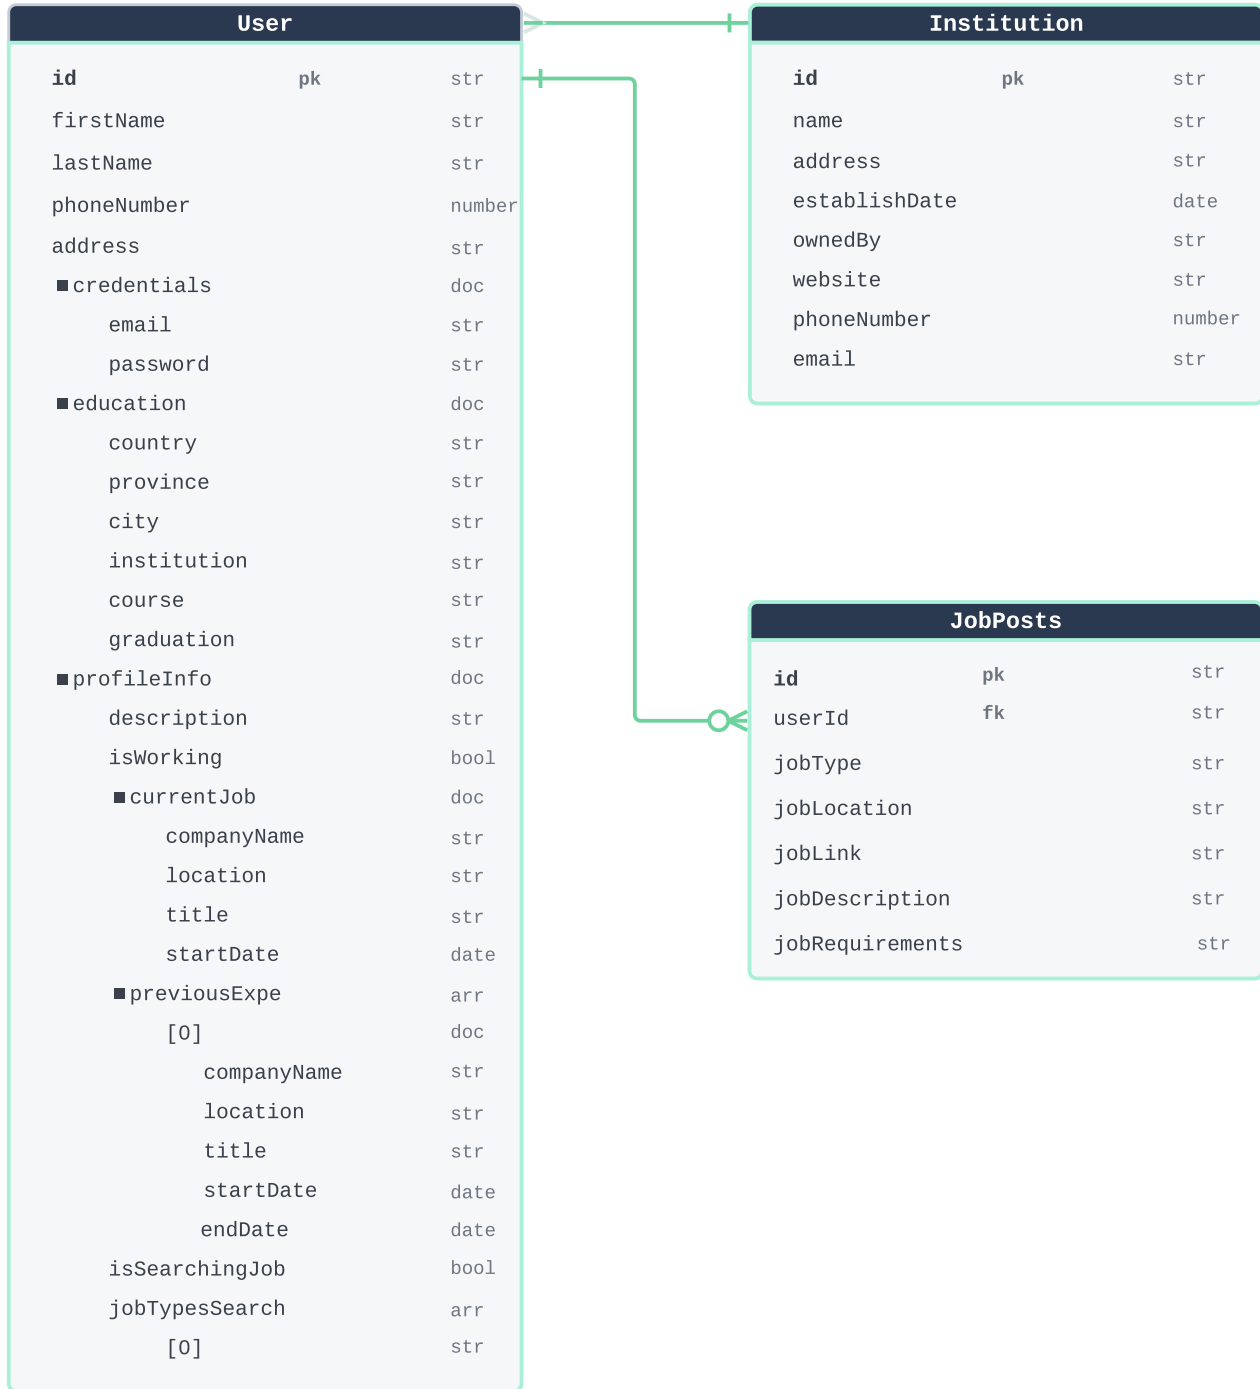 User
id pk str
firstName str
lastName str
phoneNumber number
address str
credentials doc
email str
password str
education doc
country str
province str
city str
institution str
course str
graduation str
profileInfo doc
description str
isWorking bool
currentJob doc
companyName str
location str
title str
startDate date
previousExpe arr
[O] doc
companyName str
location str
title str
startDate date
endDate date
isSearchingJob bool
jobTypesSearch arr
[O] str
Institution
id pk str
name str
address str
establishDate date
ownedBy str
website str
phoneNumber number
email str
JobPosts
id pk str
userId fk str
jobType str
jobLocation str
jobLink str
jobDescription str
jobRequirements str